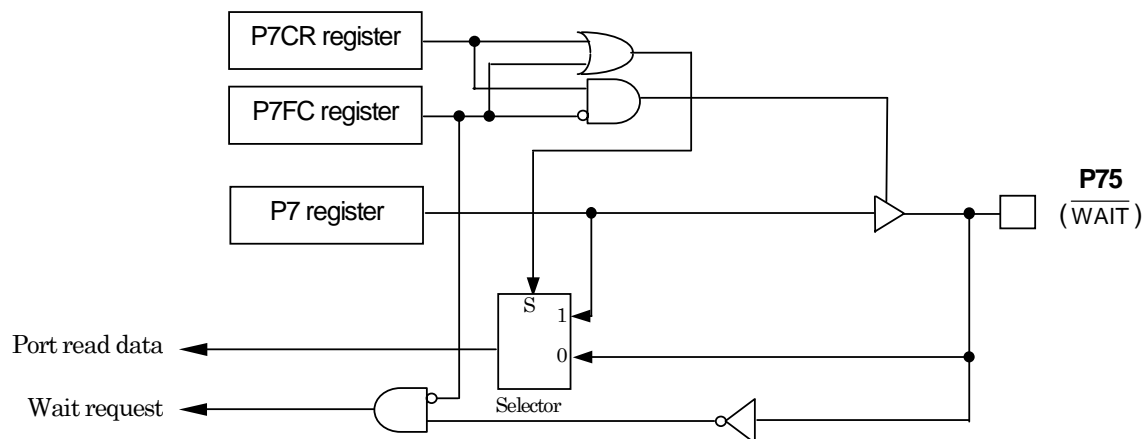 P7CR register
P7FC register
P7 register
P75
(WAIT)
S
1
0
Port read data
Selector
Wait request